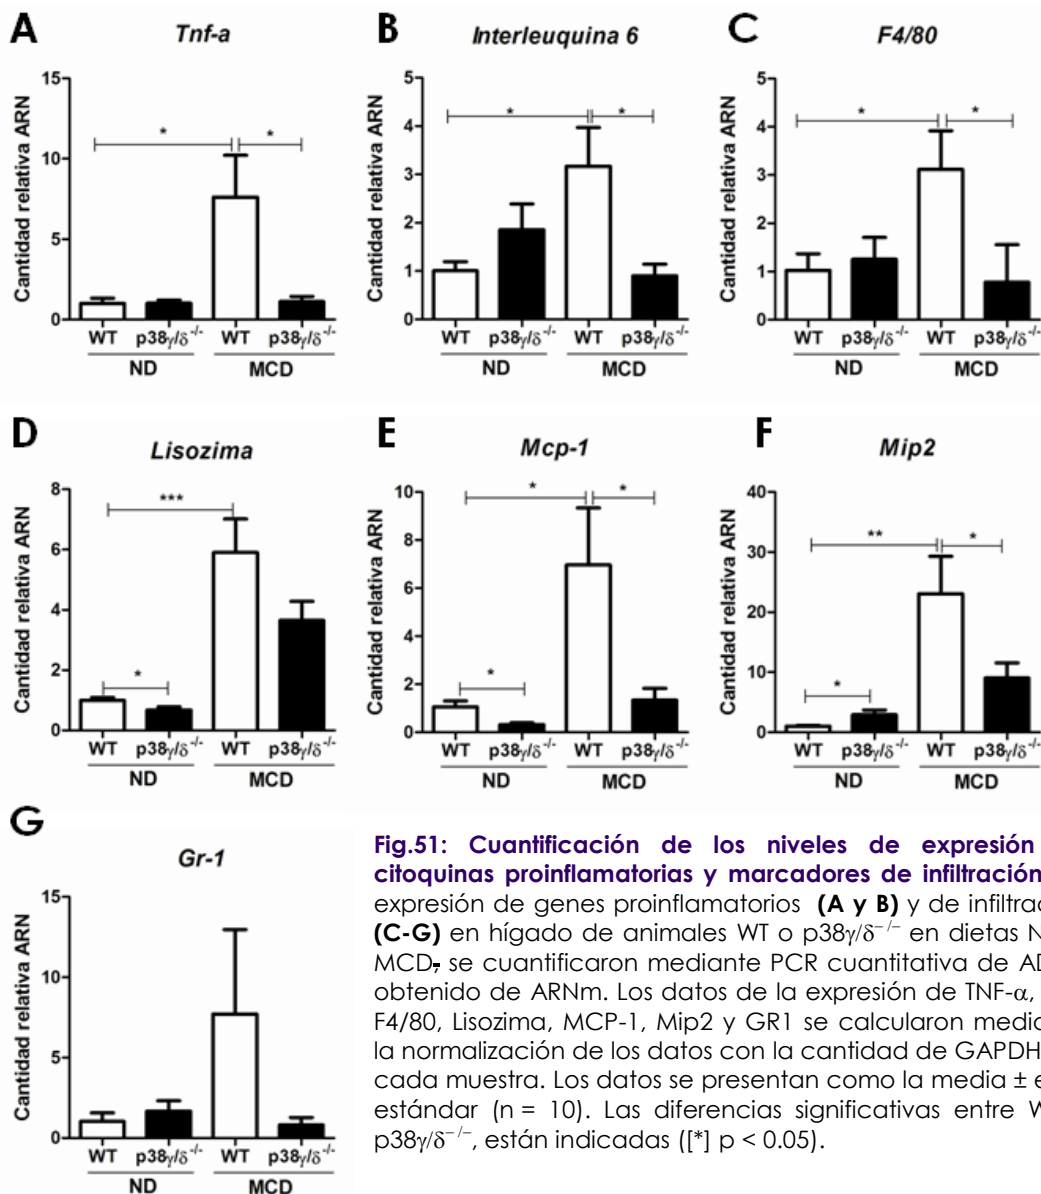 A
Tnf-a
Cantidad relativa ARN
15
10
5
0
* *
WT p38γ/δ-/- WT p38γ/δ-/-
ND MCD
B
Interleuquina 6
Cantidad relativa ARN
5
4
3
2
1
0
* *
WT p38γ/δ-/- WT p38γ/δ-/-
ND MCD
C
F4/80
Cantidad relativa ARN
5
4
3
2
1
0
* *
WT p38γ/δ-/- WT p38γ/δ-/-
ND MCD
D
Lisozima
Cantidad relativa ARN
8
6
4
2
0
***
*
WT p38γ/δ-/- WT p38γ/δ-/-
ND MCD
E
Mcp-1
Cantidad relativa ARN
10
8
6
4
2
0
* *
*
WT p38γ/δ-/- WT p38γ/δ-/-
ND MCD
F
Mip2
Cantidad relativa ARN
40
30
20
10
0
** *
*
WT p38γ/δ-/- WT p38γ/δ-/-
ND MCD
G
Gr-1
Cantidad relativa ARN
15
10
5
0
WT p38γ/δ-/- WT p38γ/δ-/-
ND MCD
Fig.51: Cuantificación de los niveles de expresión
citoquinas proinflamatorias y marcadores de infiltración
expresión de genes proinflamatorios (A y B) y de infiltrac
(C-G) en hígado de animales WT o p38γ/δ−/− en dietas N
MCD, se cuantificaron mediante PCR cuantitativa de AD
obtenido de ARNm. Los datos de la expresión de TNF-α,
F4/80, Lisozima, MCP-1, Mip2 y GR1 se calcularon media
la normalización de los datos con la cantidad de GAPDH
cada muestra. Los datos se presentan como la media ± e
estándar (n = 10). Las diferencias significativas entre W
p38γ/δ−/−, están indicadas ([*] p < 0.05).